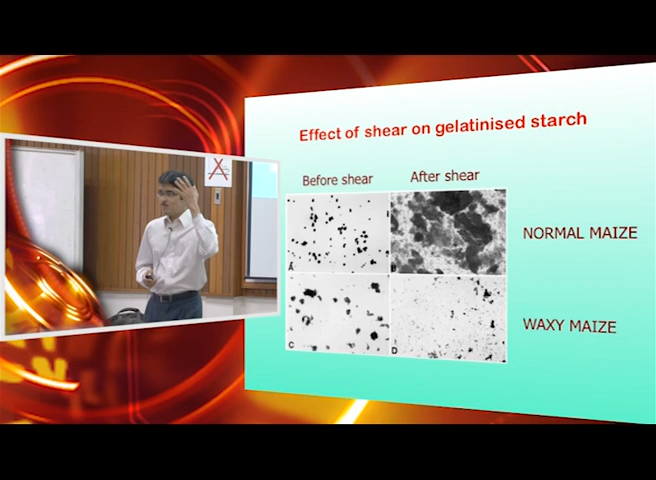 Effect of shear on gelatinised starch
Before shear After shear
NORMAL MAIZE
WAXY MAIZE
A
B
C
D